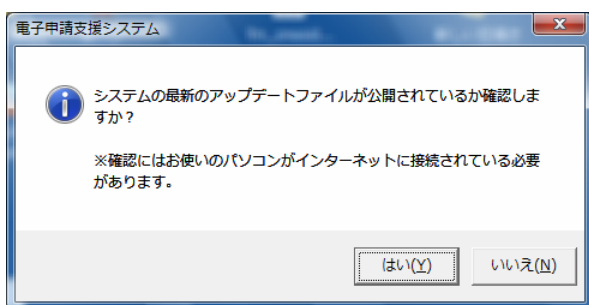 電子申請支援システム
システムの最新のアップデートファイルが公開されているか確認しま
すか？
※確認にはお使いのパソコンがインターネットに接続されている必要
があります。
はい(Y) いいえ(N)